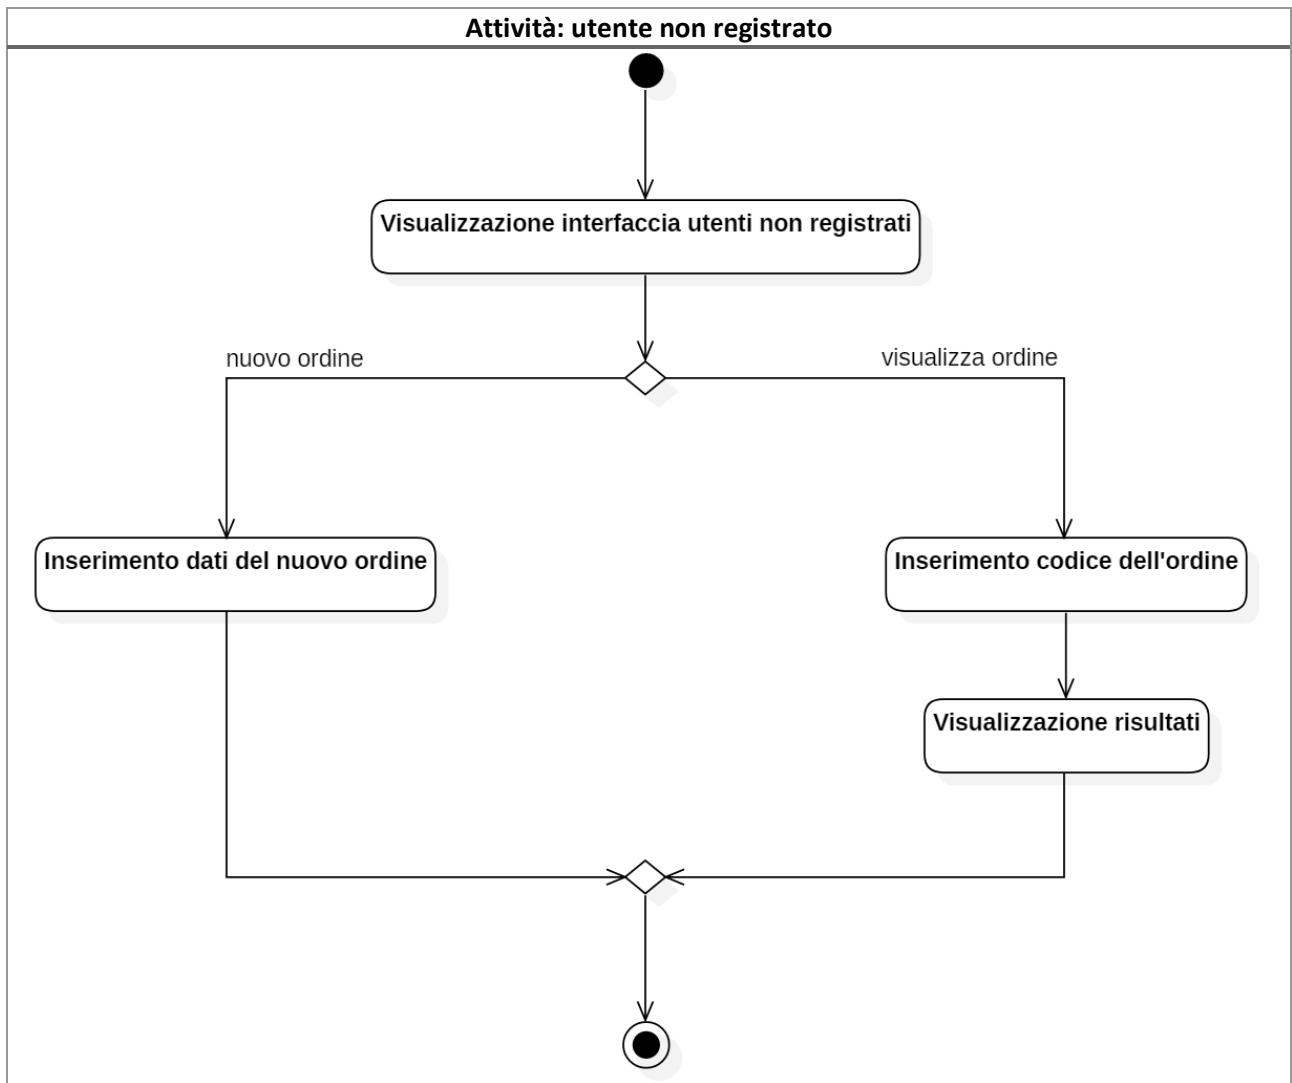 Attività: utente non registrato
Visualizzazione interfaccia utenti non registrati
nuovo ordine
visualizza ordine
Inserimento dati del nuovo ordine
Inserimento codice dell'ordine
Visualizzazione risultati